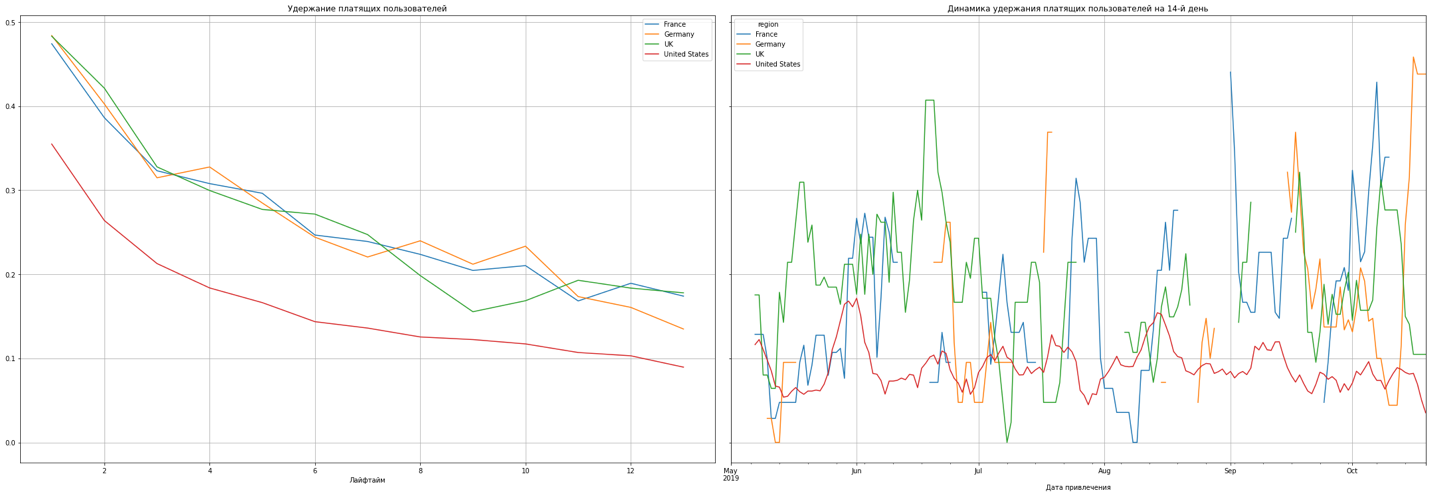 Удержание платящих пользователей
0.5
0.4
0.3
0.2
0.1
0.0
France
Germany
UK
United States
2
4
6
8
10
12
Лайфтайм
Динамика удержания платящих пользователей на 14-й день
region
France
Germany
UK
United States
May
2019
Jun
Jul
Aug
Sep
Oct
Дата привлечения